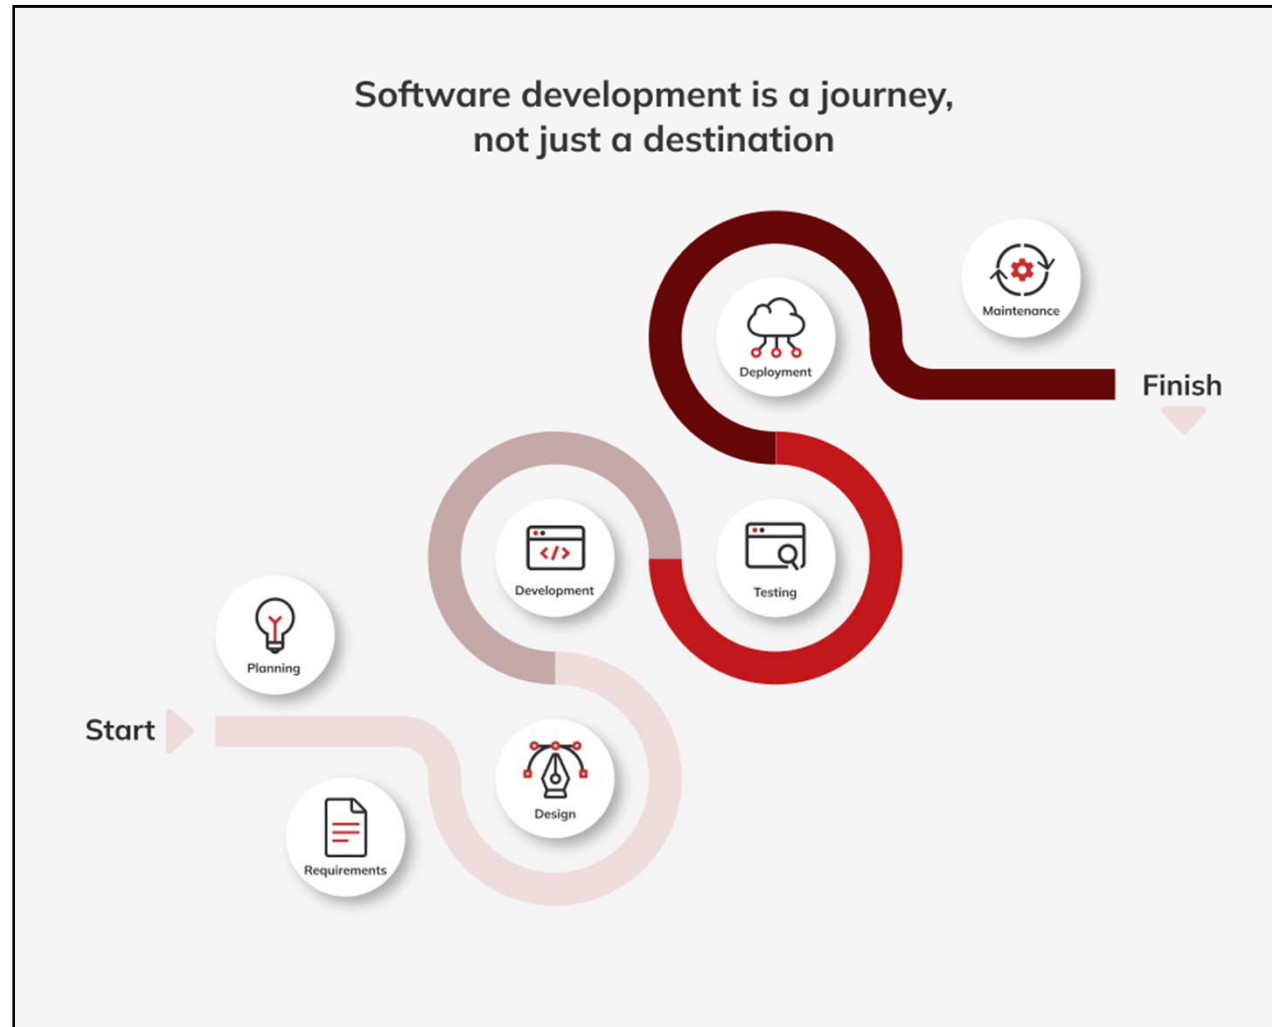 Software development is a journey,
not just a destination
Maintenance
Deployment
Finish
</>
Development
Testing
Planning
Start
Design
Requirements